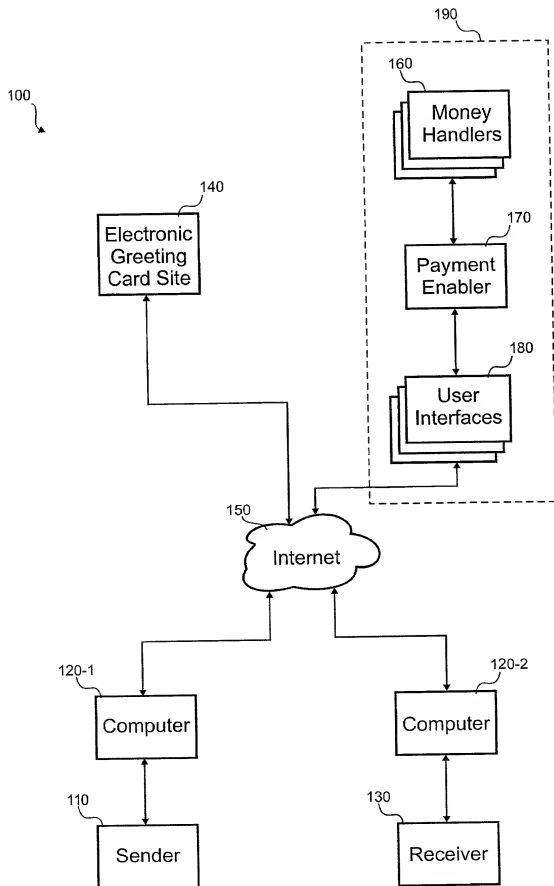 190
160
100
Money
Handlers
140
170
Electronic
Greeting
Card Site
Payment
Enabler
180
User
Interfaces
150
Internet
120-1
120-2
Computer
Computer
110
130
Sender
Receiver